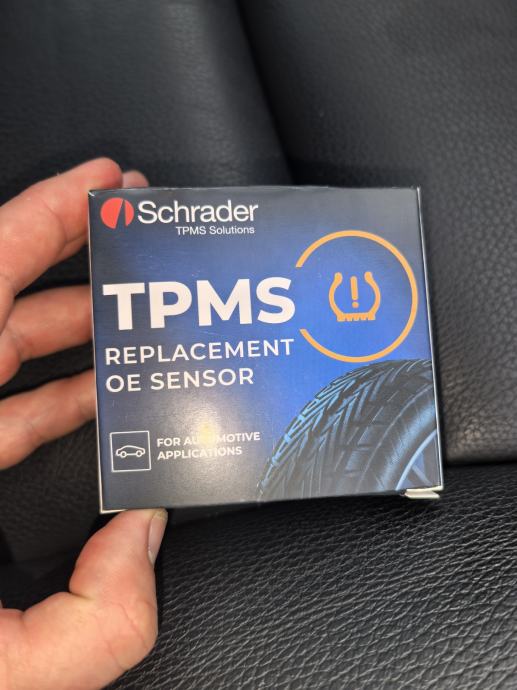 Schrader
TPMS Solutions
TPMS
REPLACEMENT
OE SENSOR
FOR AUTOMOTIVE
APPLICATIONS